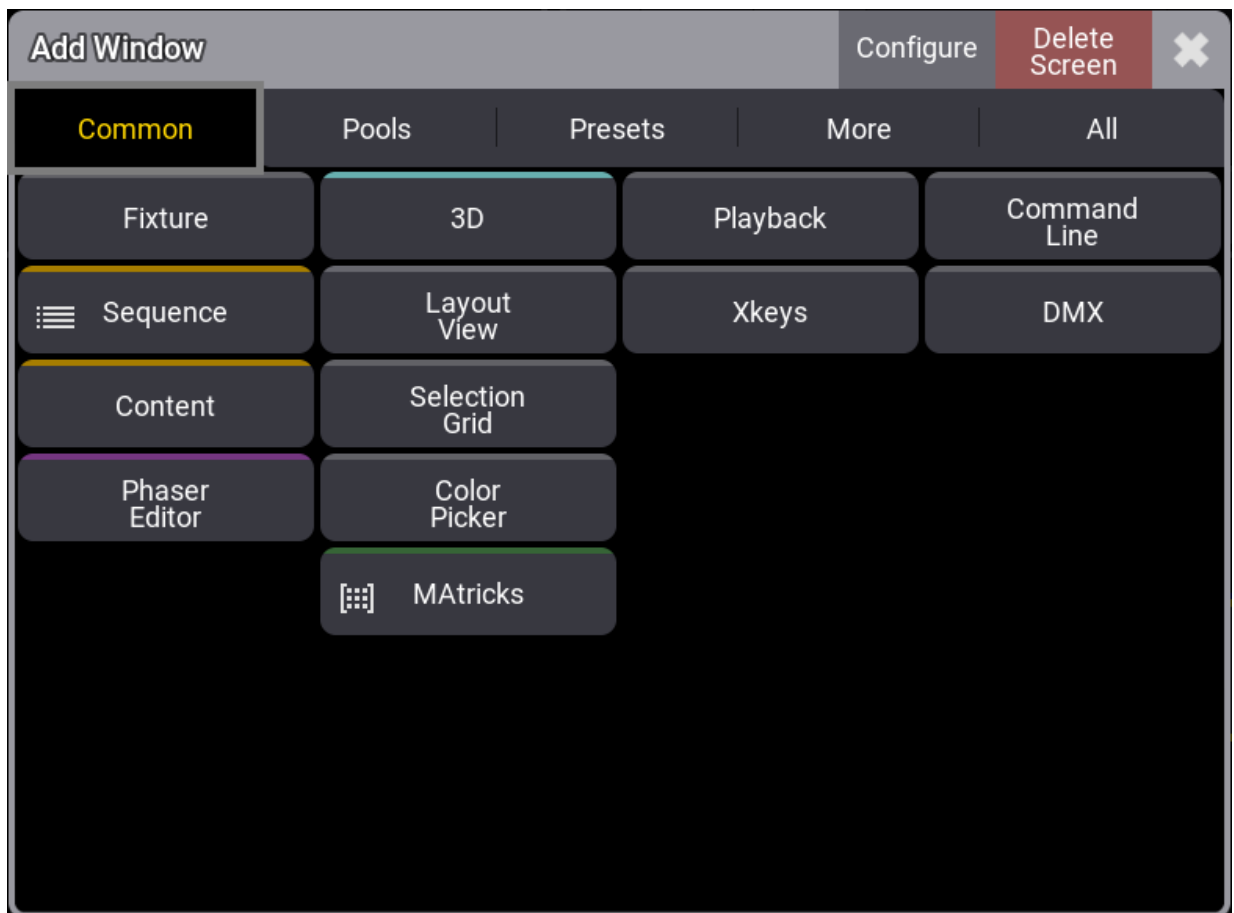 Add Window
Configure
Delete
Screen
Common
Pools
Presets
More
All
Fixture
3D
Playback
Command
Line
Sequence
Layout
View
Xkeys
DMX
Content
Selection
Grid
Phaser
Editor
Color
Picker
MAtricks